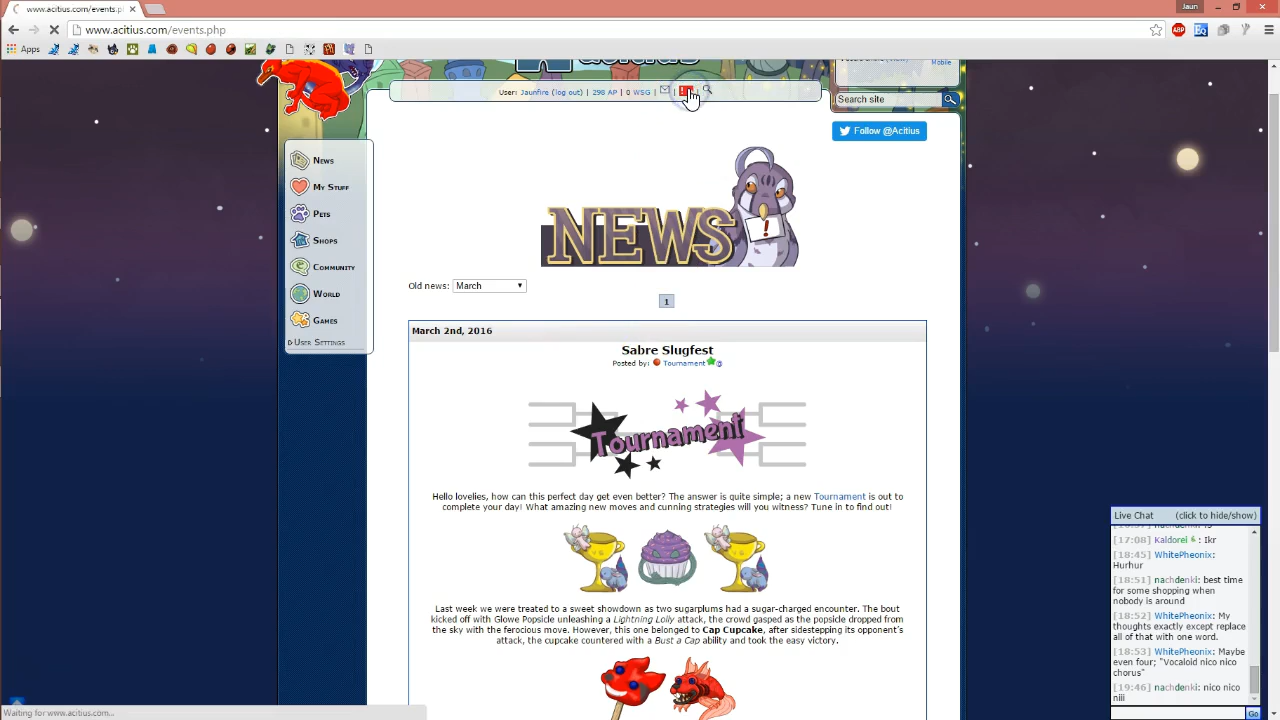 www.acitius.com/events.p
Jaun
www.acitius.com/events.php
ABP
EQ
Apps
Mobile
User: Jaunfire (log out) | 298 AP | 0 WSG |
Search site
Follow @Acitius
News
My Stuff
Pets
Shops
Community
World
Games
User Settings
NEWS
!
Old news: March
1
March 2nd, 2016
Sabre Slugfest
Posted by: Tournament @
Tournament
Hello lovelies, how can this perfect day get even better? The answer is quite simple; a new Tournament is out to
complete your day! What amazing new moves and cunning strategies will you witness? Tune in to find out!
Last week we were treated to a sweet showdown as two sugarplums had a sugar-charged encounter. The bout
kicked off with Glowe Popsicle unleashing a Lightning Lolly attack, the crowd gasped as the popsicle dropped from
the sky with the ferocious move. However, this one belonged to Cap Cupcake, after sidestepping its opponent's
attack, the cupcake countered with a Bust a Cap ability and took the easy victory.
Live Chat (click to hide/show)
[17:08] Kaldorei 6 : Ikr
[18:45] WhitePheonix:
Hurhur
[18:51] nachdenki: best time
for some shopping when
nobody is around
[18:52] WhitePheonix: My
thoughts exactly except replace
all of that with one word.
[18:53] WhitePheonix: Maybe
even four; "Vocaloid nico nico
chorus"
[19:46] nachdenki: nico nico
niii
Go
Waiting for www.acitius.com...